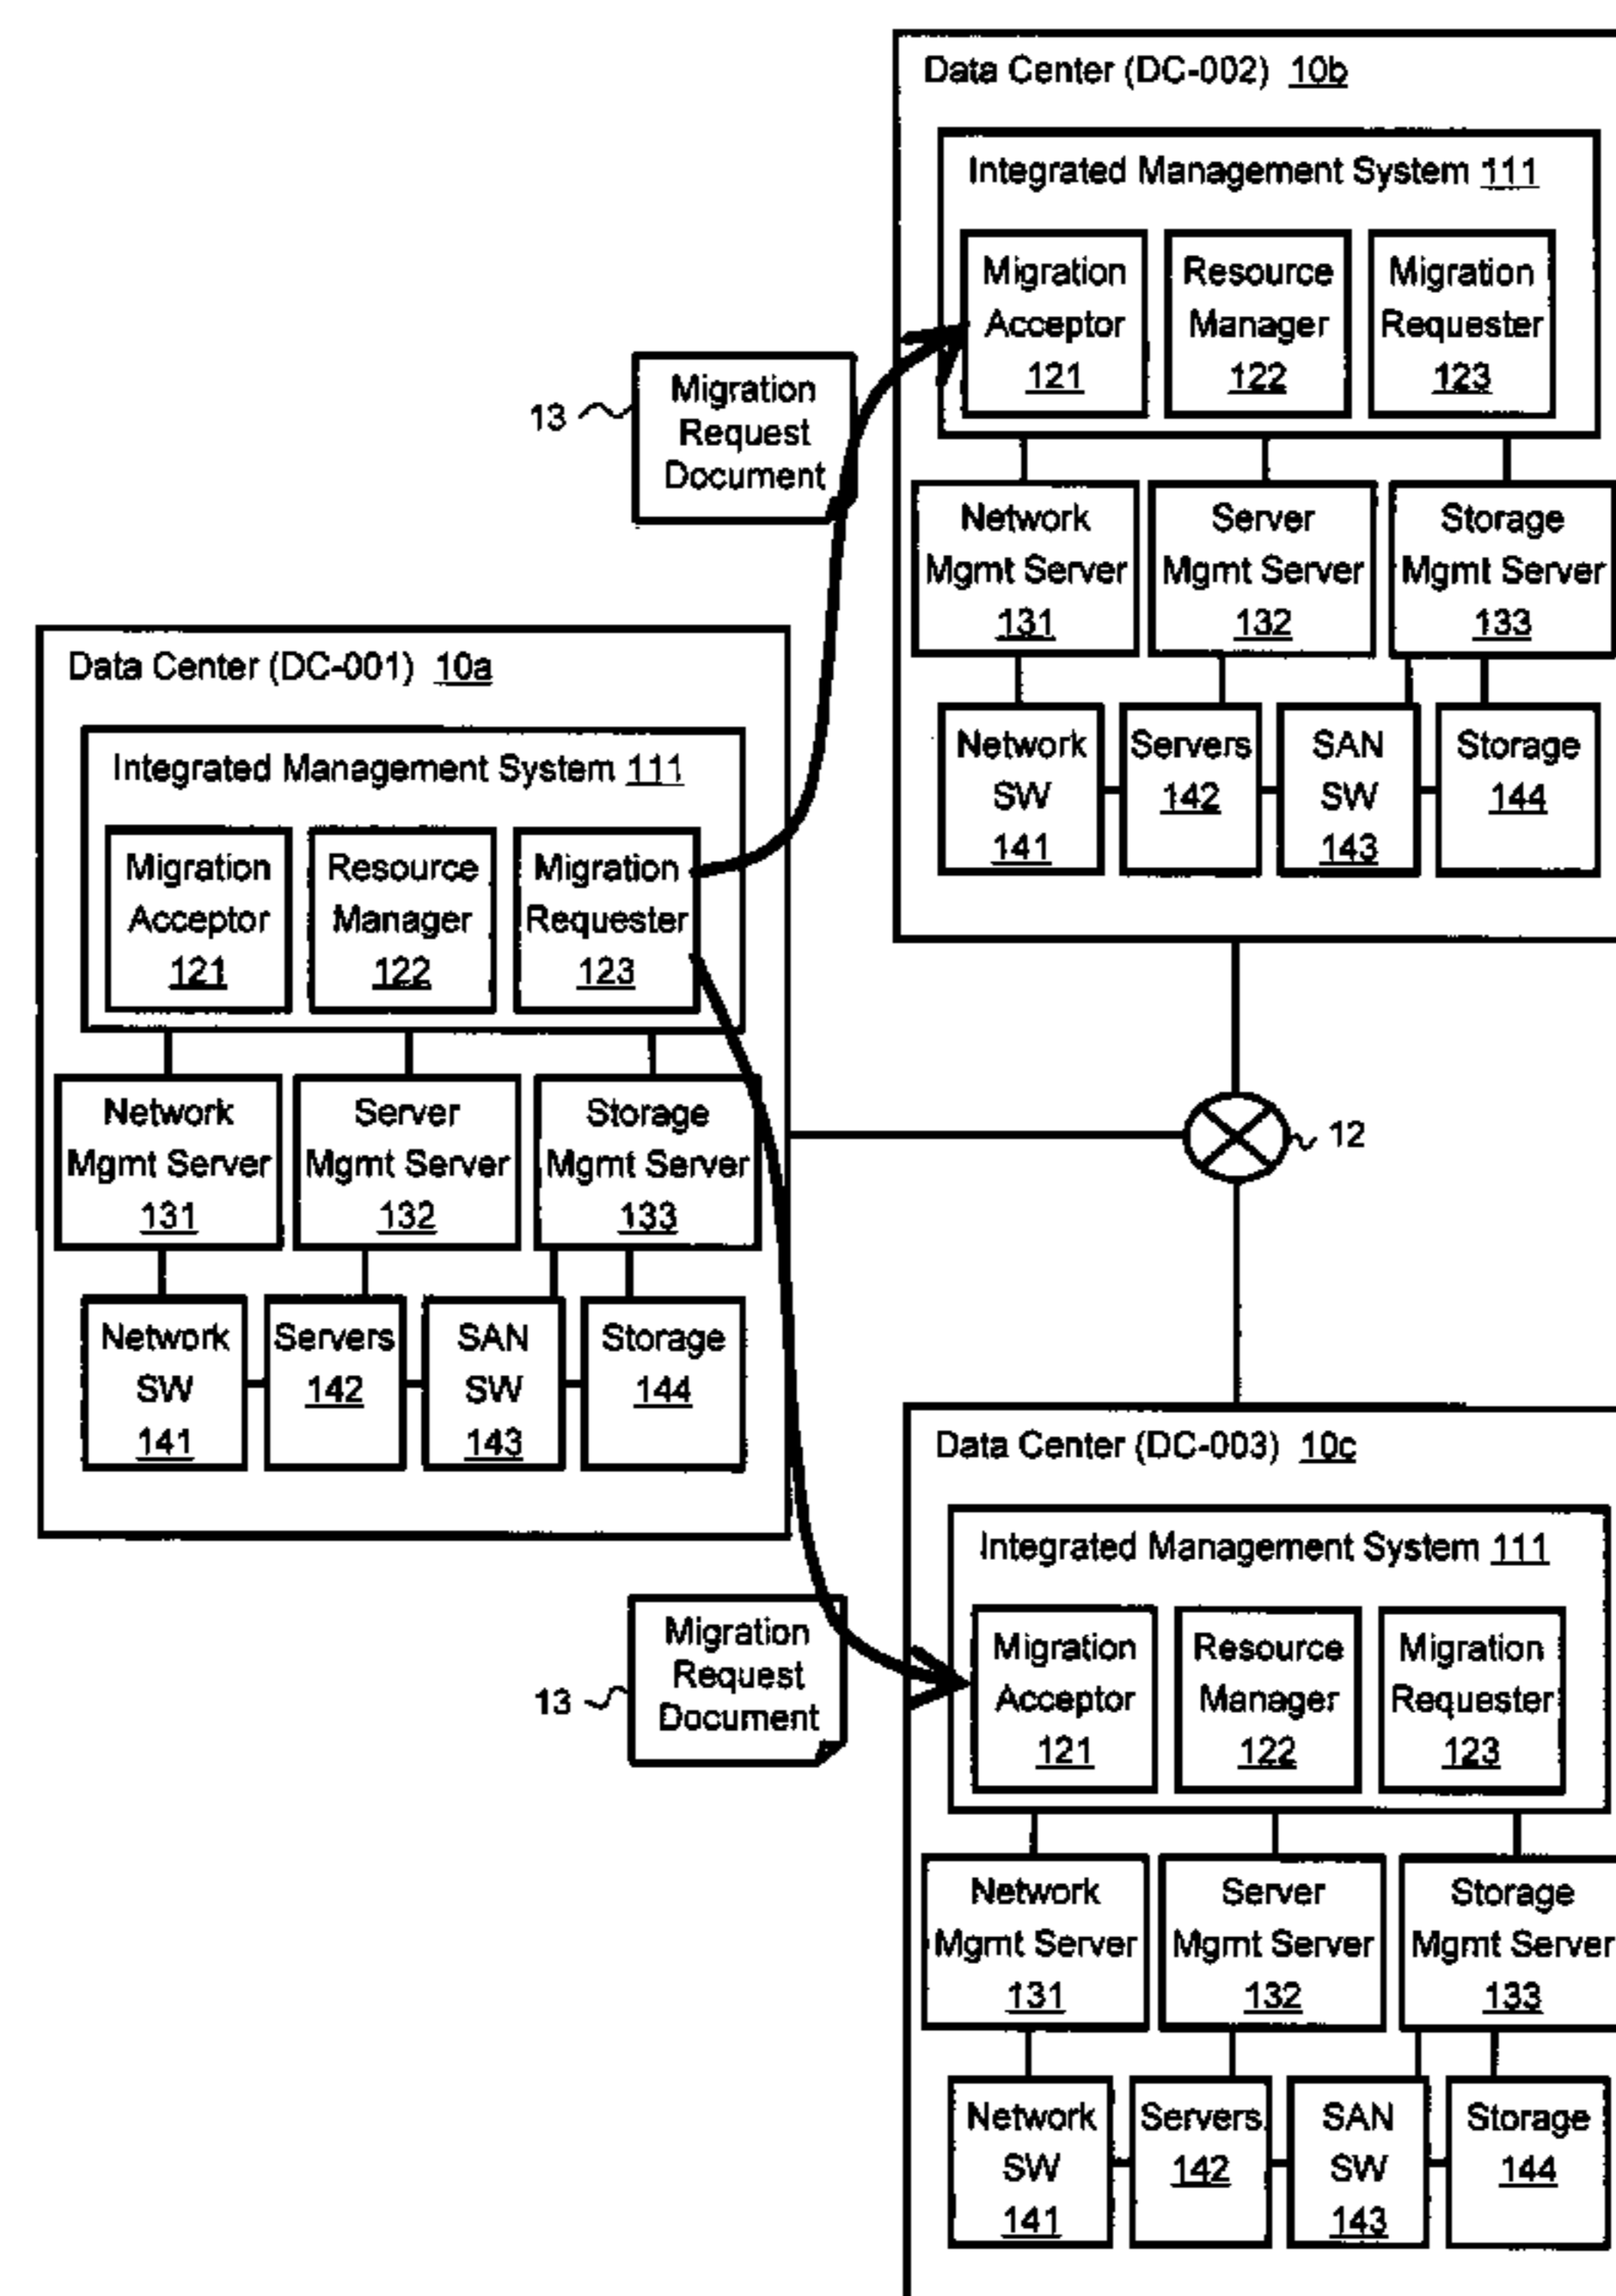 Data Center (DC-002) 10b
Integrated Management System 111
Migration Acceptor 121
Resource Manager 122
Migration Requester 123
13
Migration
Request
Document
Network Mgmt Server 131
Server Mgmt Server 132
Storage Mgmt Server 133
Network SW 141
Servers 142
SAN SW 143
Storage 144
Data Center (DC-001) 10a
Integrated Management System 111
Migration Acceptor 121
Resource Manager 122
Migration Requester 123
Network Mgmt Server 131
Server Mgmt Server 132
Storage Mgmt Server 133
Network SW 141
Servers 142
SAN SW 143
Storage 144
12
Data Center (DC-003) 10c
Integrated Management System 111
Migration Acceptor 121
Resource Manager 122
Migration Requester 123
13
Migration
Request
Document
Network Mgmt Server 131
Server Mgmt Server 132
Storage Mgmt Server 133
Network SW 141
Servers 142
SAN SW 143
Storage 144